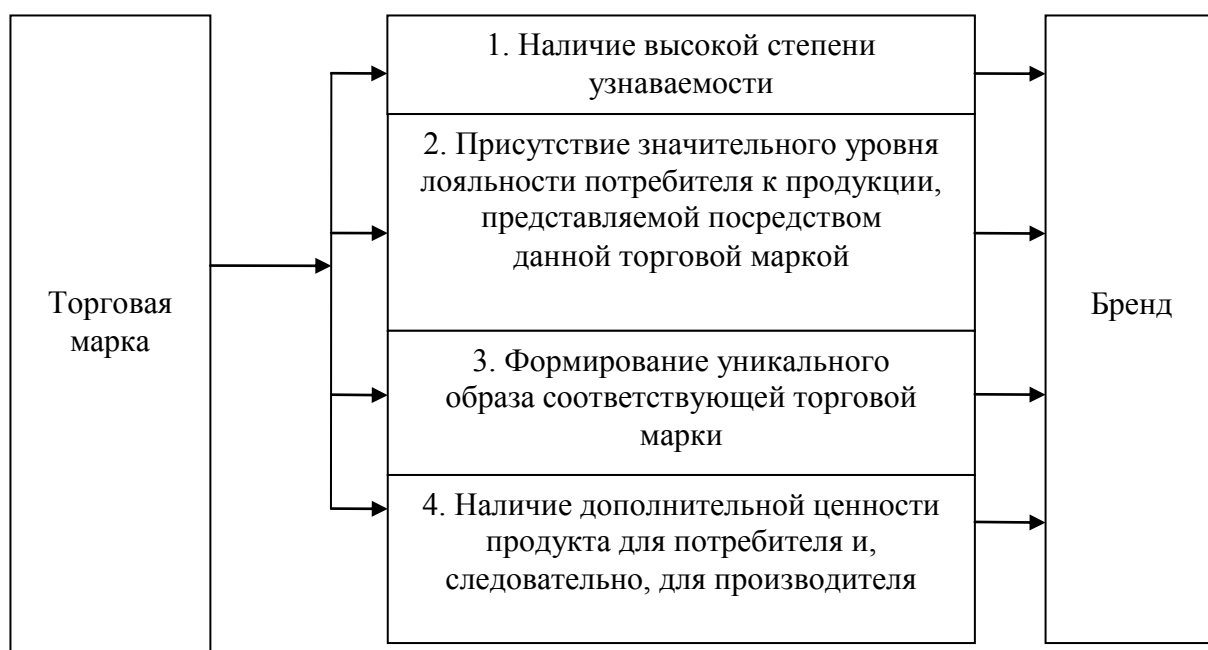 Торговая
марка
1. Наличие высокой степени
узнаваемости
2. Присутствие значительного уровня
лояльности потребителя к продукции,
представляемой посредством
данной торговой маркой
3. Формирование уникального
образа соответствующей торговой
марки
4. Наличие дополнительной ценности
продукта для потребителя и,
следовательно, для производителя
Бренд